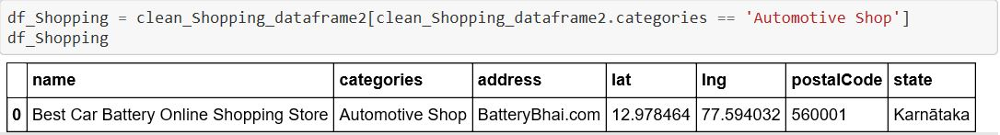 df_Shopping = clean_Shopping_dataframe2[clean_Shopping_dataframe2.categories == 'Automotive Shop']
df_Shopping
name categories address lat lng postalCode state
0 Best Car Battery Online Shopping Store Automotive Shop BatteryBhai.com 12.978464 77.594032 560001 Karnātaka